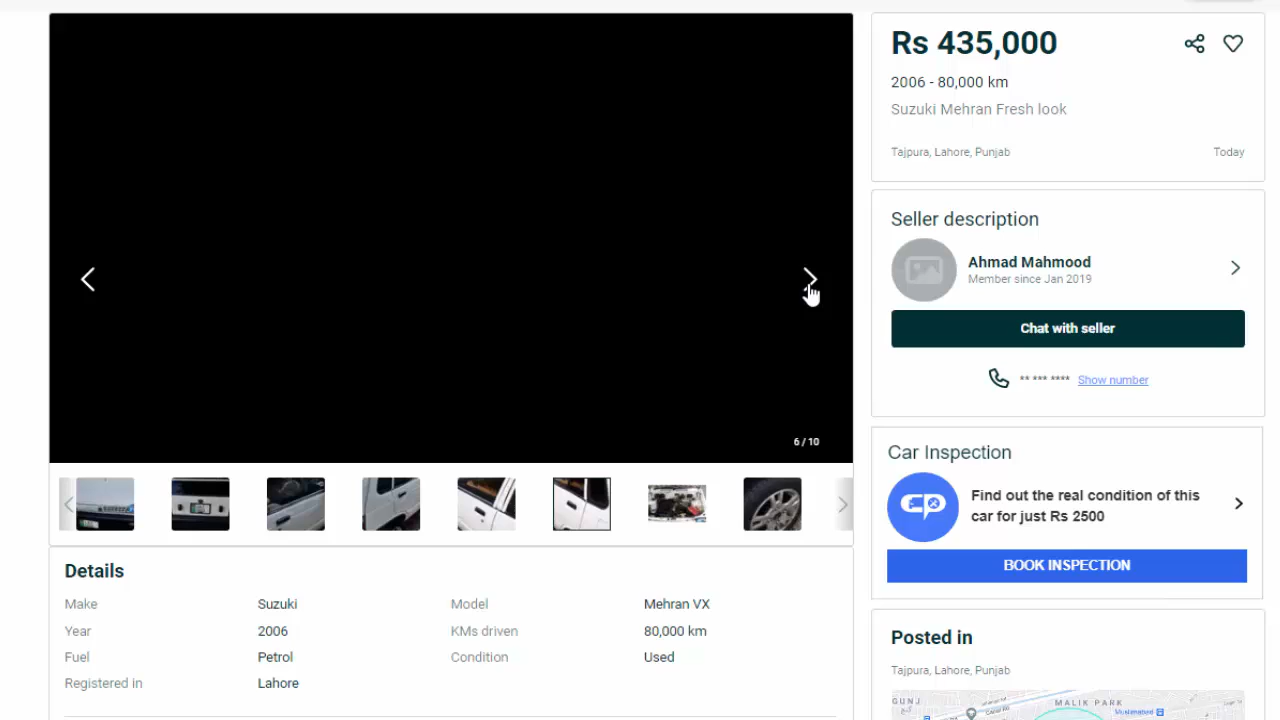 Rs 435,000
2006 - 80,000 km
Suzuki Mehran Fresh look
Tajpura, Lahore, Punjab
Today
Seller description
Ahmad Mahmood
Member since Jan 2019
Chat with seller
** *** **** Show number
6 / 10
Car Inspection
Find out the real condition of this
car for just Rs 2500
BOOK INSPECTION
Details
Make Suzuki Model Mehran VX
Year 2006 KMs driven 80,000 km
Fuel Petrol Condition Used
Registered in Lahore
Posted in
Tajpura, Lahore, Punjab
GUNJ
MALIK PARK